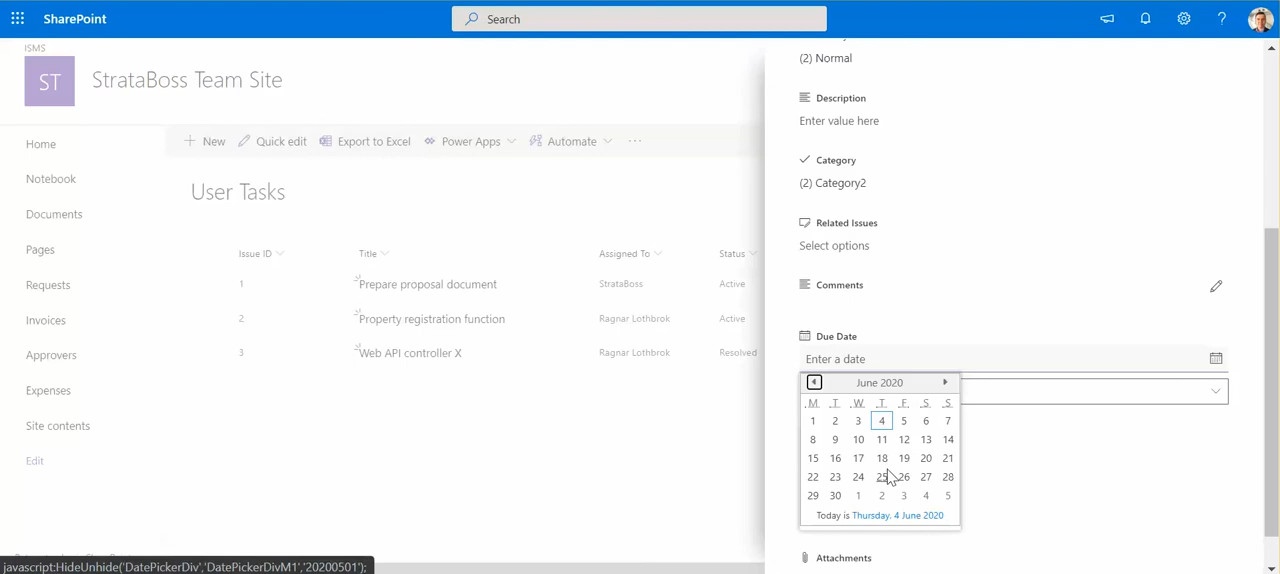 SharePoint
Search
ISMS
ST
StrataBoss Team Site
Home
Notebook
Documents
Pages
Requests
Invoices
Approvers
Expenses
Site contents
Edit
New
Quick edit
Export to Excel
Power Apps
Automate
User Tasks
Issue ID Title Assigned To Status
1 Prepare proposal document StrataBoss Active
2 Property registration function Ragnar Lothbrok Active
3 Web API controller X Ragnar Lothbrok Resolved
(2) Normal
Description
Enter value here
Category
(2) Category2
Related Issues
Select options
Comments
Due Date
Enter a date
June 2020
M T W T F S S
1 2 3 4 5 6 7
8 9 10 11 12 13 14
15 16 17 18 19 20 21
22 23 24 25 26 27 28
29 30 1 2 3 4 5
Today is Thursday, 4 June 2020
Attachments
javascript:HideUnhide('DatePickerDiv','DatePickerDivM1','20200501');